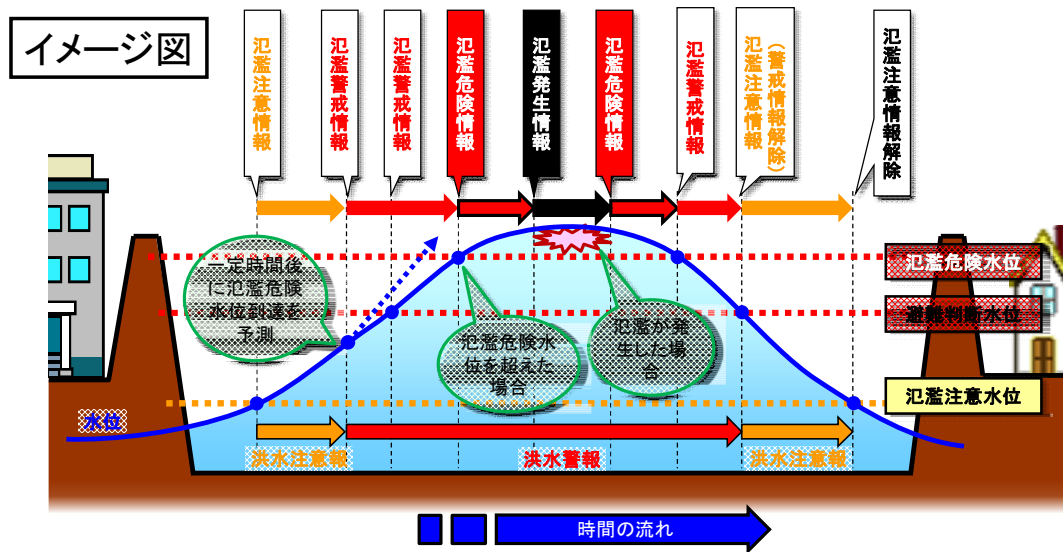 イメージ図
氾濫注意情報
氾濫警戒情報
氾濫警戒情報
氾濫危険情報
氾濫発生情報
氾濫危険情報
氾濫警戒情報
(警戒情報解除)
氾濫注意情報
氾濫注意情報解除
一定時間後
に氾濫危険
水位到達を
予測
氾濫危険水
位を超えた
場合
氾濫が発
生した場
合
氾濫危険水位
避難判断水位
氾濫注意水位
水位
洪水注意報
洪水警報
洪水注意報
時間の流れ